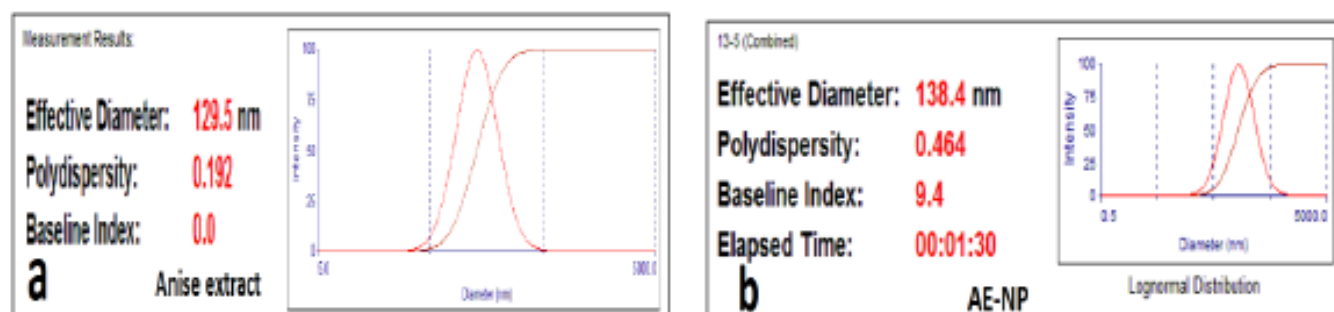 Measurement Results:
Effective Diameter: 129.5 nm
Polydispersity: 0.192
Baseline Index: 0.0
a
Anise extract
Intensity
100
75
50
25
0
5.0
5000.0
Diameter (nm)
13-5 (Combined)
Effective Diameter: 138.4 nm
Polydispersity: 0.464
Baseline Index: 9.4
Elapsed Time: 00:01:30
b
AE-NP
Intensity
100
75
50
25
0
0.5
5000.0
Diameter (nm)
Lognormal Distribution